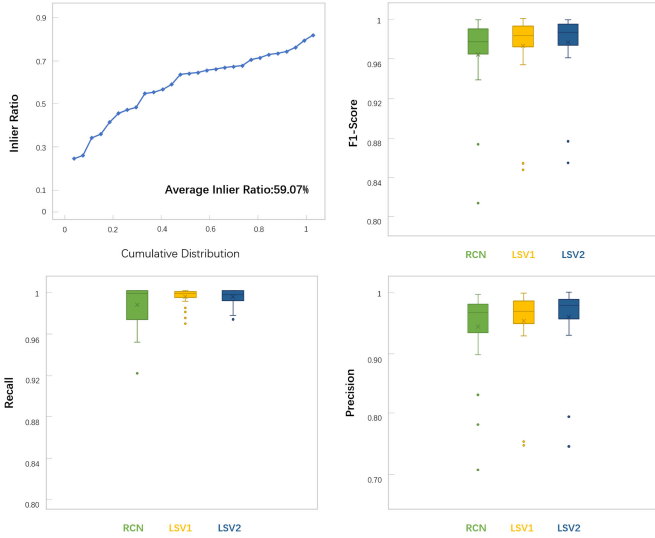 0.9
0.7
0.5
0.3
0.1
0
Inlier Ratio
Average Inlier Ratio:59.07%
0 0.2 0.4 0.6 0.8 1
Cumulative Distribution
1
0.96
0.92
0.88
0.84
0.80
F1-Score
RCN LSV1 LSV2
1
0.96
0.92
0.88
0.84
0.80
Recall
RCN LSV1 LSV2
1
0.90
0.80
0.70
Precision
RCN LSV1 LSV2